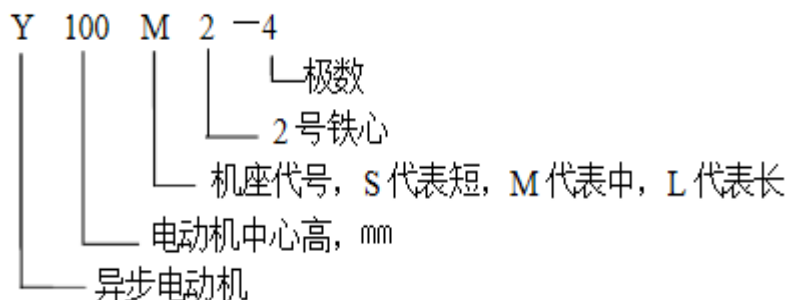 Y 100 M 2 -4
极数
2号铁心
机座代号，S代表短，M代表中，L代表长
电动机中心高，mm
异步电动机